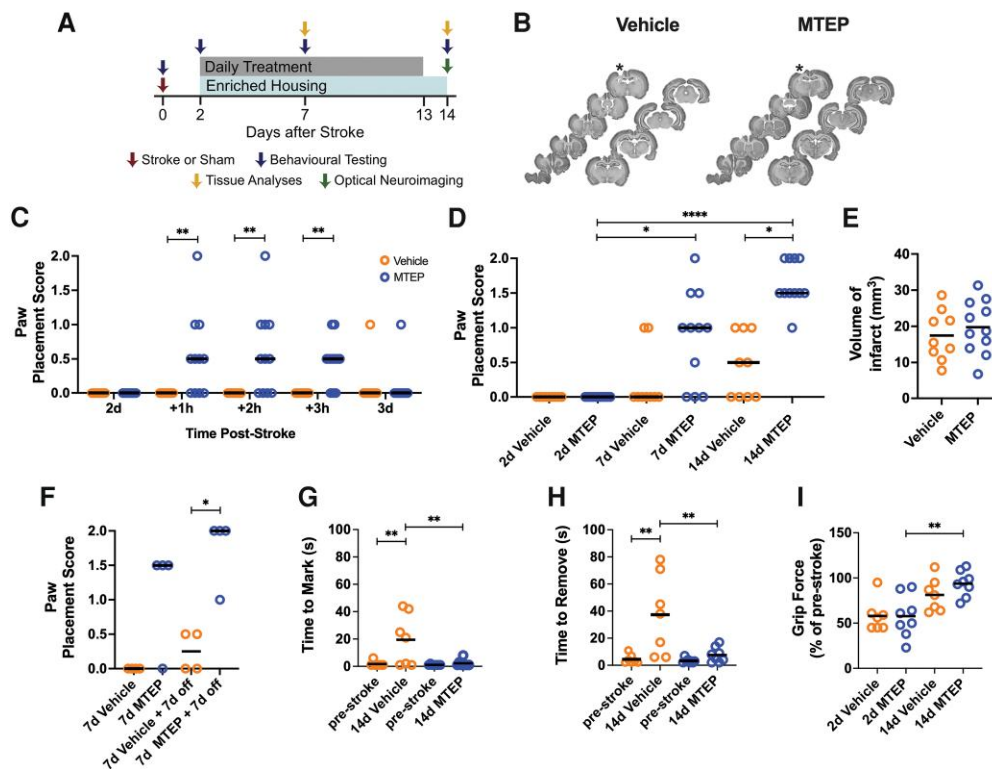 A
Daily Treatment
Enriched Housing
0 2 7 13 14
Days after Stroke
Stroke or Sham Behavioural Testing
Tissue Analyses Optical Neuroimaging
B
Vehicle MTEP
* *
C
Paw
Placement Score
2.0
1.5
1.0
0.5
0.0
** ** **
Vehicle
MTEP
2d +1h +2h +3h 3d
Time Post-Stroke
D
Paw
Placement Score
2.0
1.5
1.0
0.5
0.0
****
* *
2d Vehicle
2d MTEP
7d Vehicle
7d MTEP
14d Vehicle
14d MTEP
E
Volume of
infarct (mm³)
40
30
20
10
0
Vehicle
MTEP
F
Paw
Placement Score
2.0
1.5
1.0
0.5
0.0
*
7d Vehicle
7d MTEP
7d Vehicle + 7d off
7d MTEP + 7d off
G
Time to Mark (s)
100
80
60
40
20
0
** **
pre-stroke
14d Vehicle
pre-stroke
14d MTEP
H
Time to Remove (s)
100
80
60
40
20
0
** **
pre-stroke
14d Vehicle
pre-stroke
14d MTEP
I
Grip Force
(% of pre-stroke)
150
100
50
0
**
2d Vehicle
2d MTEP
14d Vehicle
14d MTEP